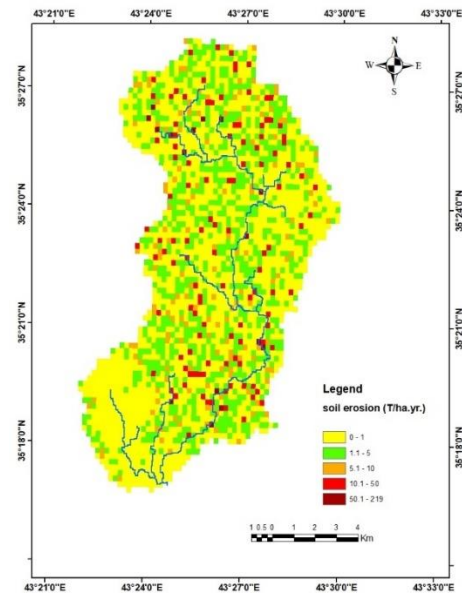 43°21'0"E 43°24'0"E 43°27'0"E 43°30'0"E 43°33'0"E
N
W E
S
35°27'0"N 35°27'0"N
35°24'0"N 35°24'0"N
35°21'0"N 35°21'0"N
35°18'0"N 35°18'0"N
Legend
soil erosion (T/ha.yr.)
0 - 1
1.1 - 5
5.1 - 10
10.1 - 50
50.1 - 219
1 0.5 0 1 2 3 4
Km
43°21'0"E 43°24'0"E 43°27'0"E 43°30'0"E 43°33'0"E